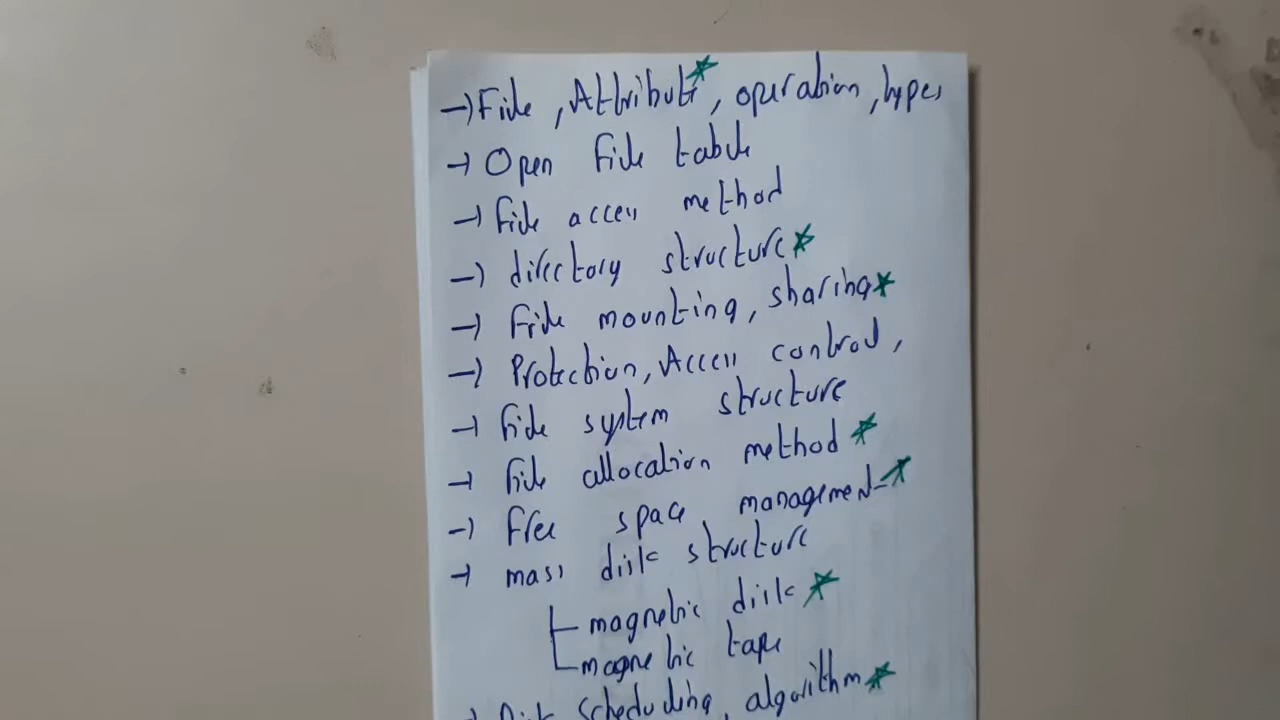 → File, Attribute*, operation, types
→ Open file table
→ File access method
→ directory structure*
→ File mounting, sharing*
→ Protection, Access control,
→ file system structure
→ file allocation method*
→ Free space management*
→ mass disk structure
magnetic disk*
magnetic tape
→ Disk scheduling algorithm*